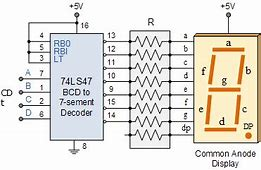 +5V
R
+5V
16
4
RB0
5
RBI
3
LT
74LS47
BCD to
7-sement
Decoder
CD
t
A
7
B
1
C
2
D
6
13
12
11
10
9
15
14
8
a
b
c
d
e
f
g
dp
a
f
b
g
e
c
d
DP
Common Anode
Display